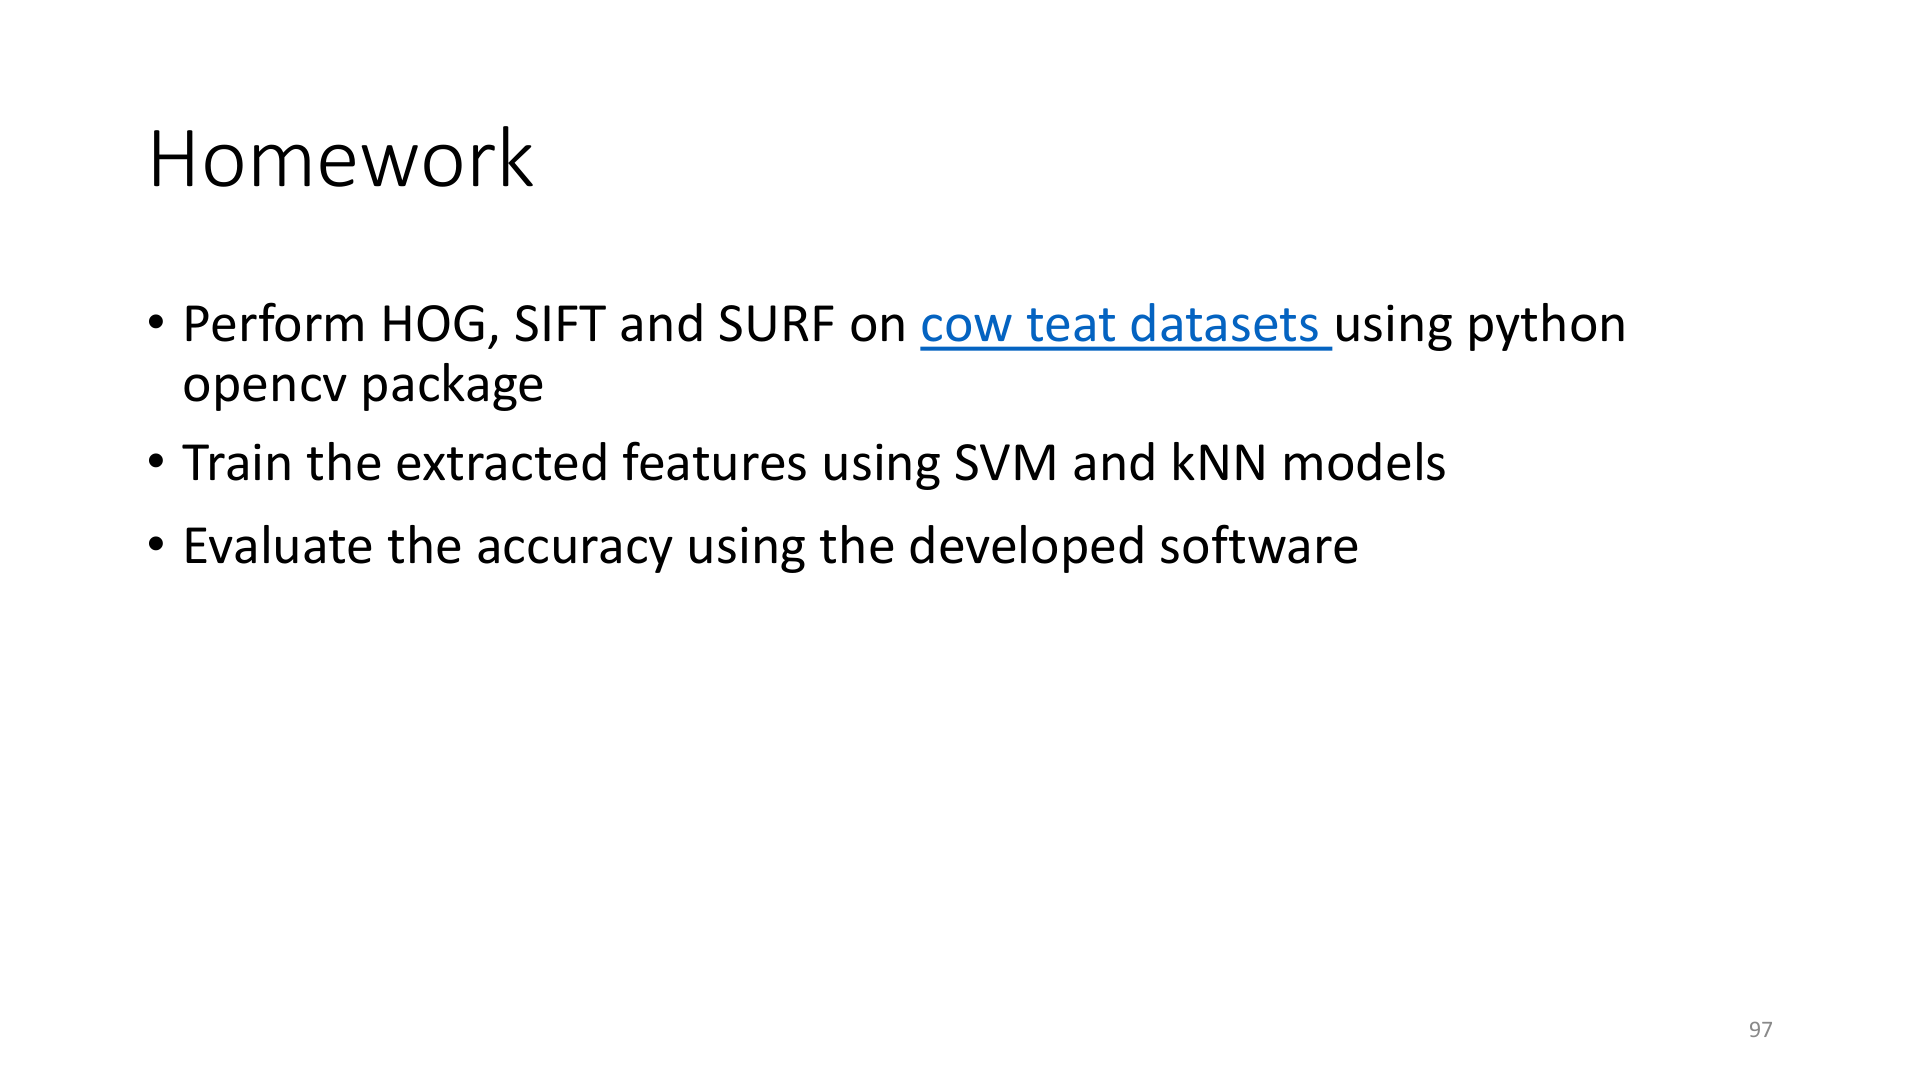 Homework
• Perform HOG, SIFT and SURF on cow teat datasets using python
opencv package
• Train the extracted features using SVM and kNN models
• Evaluate the accuracy using the developed software
97